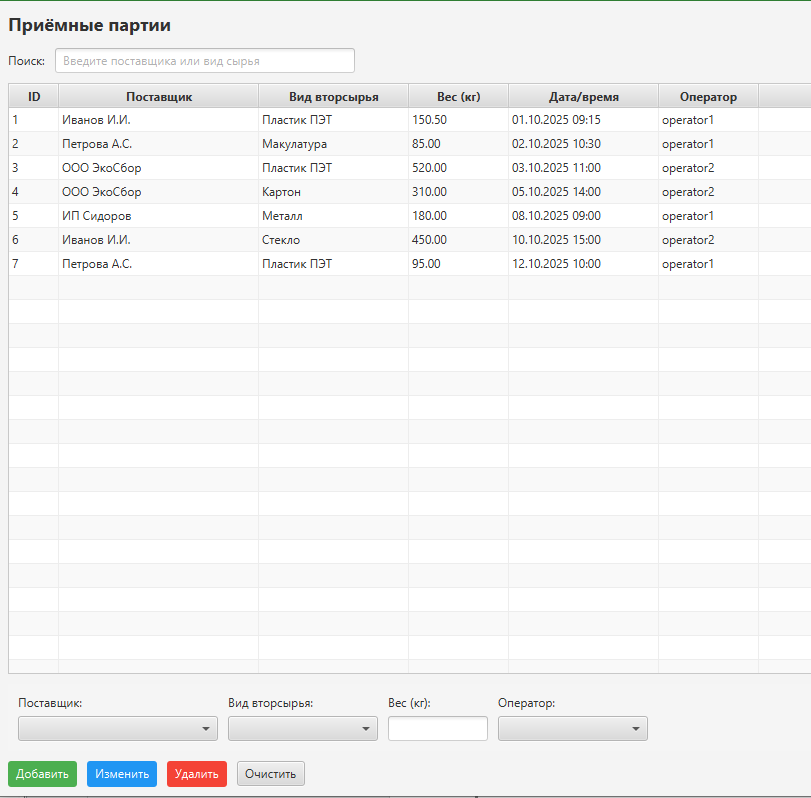 Приёмные партии
Поиск: Введите поставщика или вид сырья
ID Поставщик Вид вторсырья Вес (кг) Дата/время Оператор
1 Иванов И.И. Пластик ПЭТ 150.50 01.10.2025 09:15 operator1
2 Петрова А.С. Макулатура 85.00 02.10.2025 10:30 operator1
3 ООО ЭкоСбор Пластик ПЭТ 520.00 03.10.2025 11:00 operator2
4 ООО ЭкоСбор Картон 310.00 05.10.2025 14:00 operator2
5 ИП Сидоров Металл 180.00 08.10.2025 09:00 operator1
6 Иванов И.И. Стекло 450.00 10.10.2025 15:00 operator2
7 Петрова А.С. Пластик ПЭТ 95.00 12.10.2025 10:00 operator1
Поставщик: Вид вторсырья: Вес (кг): Оператор:
Добавить Изменить Удалить Очистить